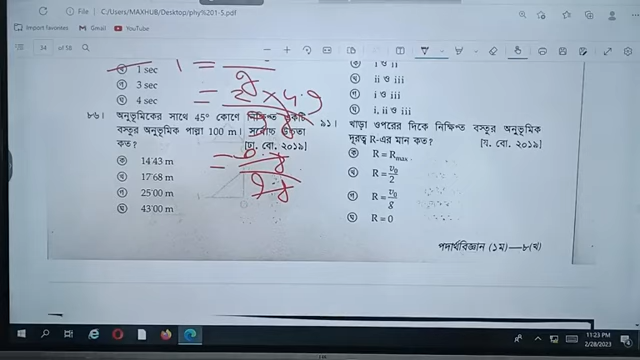 File
C:/Users/MAXHUB/Desktop/phy%201-5.pdf
Import favorites
Gmail
YouTube
34
of 58
1 sec
গ 3 sec
ঘ 4 sec
৮৬। অনুভূমিকের সাথে 45° কোণে নিক্ষিপ্ত একটি
বস্তুর অনুভূমিক পাল্লা 100 m। সর্বোচ্চ উচ্চতা
কত? [ঢা. বো. ২০১৯]
ক 14·43 m
খ 17·68 m
গ 25·00 m
ঘ 43·00 m
ক i ও ii
খ ii ও iii
গ i ও iii
ঘ i, ii ও iii
৯১। খাড়া ওপরের দিকে নিক্ষিপ্ত বস্তুর অনুভূমিক
দূরত্ব R-এর মান কত? [য. বো. ২০১৯]
ক R = Rmax
খ R = v₀/2
গ R = v₀/g
ঘ R = 0
পদার্থবিজ্ঞান (১ম)—৮(খ)
11:23 PM
2/28/2023